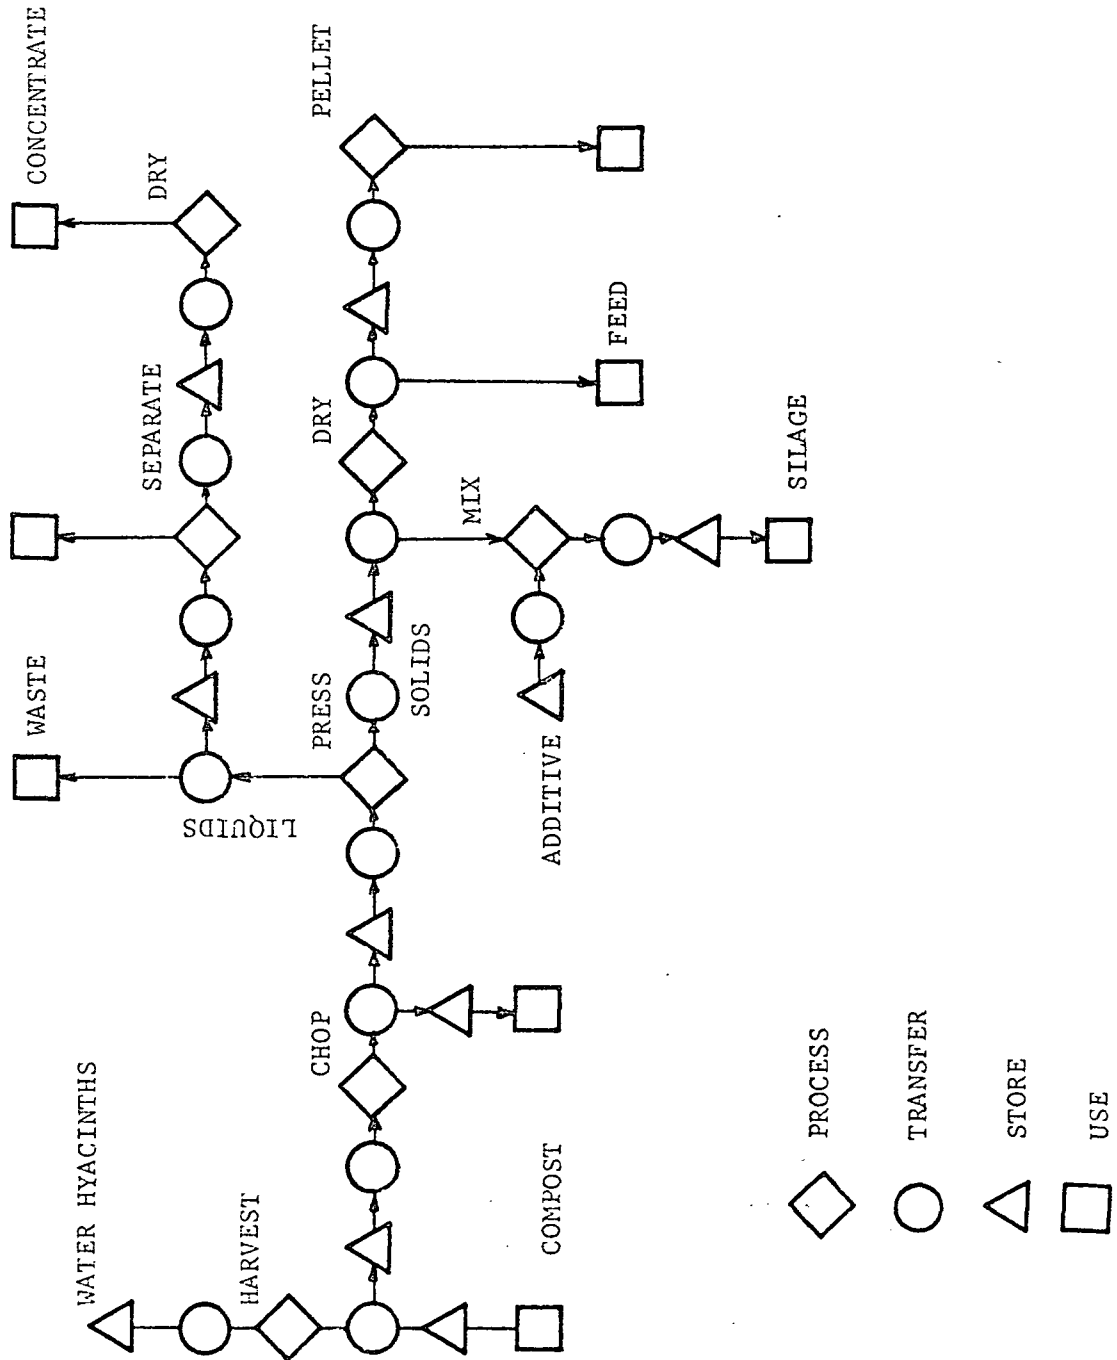 WATER HYACINTHS
HARVEST
COMPOST
CHOP
LIQUIDS
WASTE
PRESS
SOLIDS
SEPARATE
DRY
CONCENTRATE
ADDITIVE
MIX
SILAGE
DRY
FEED
PELLET
PROCESS
TRANSFER
STORE
USE